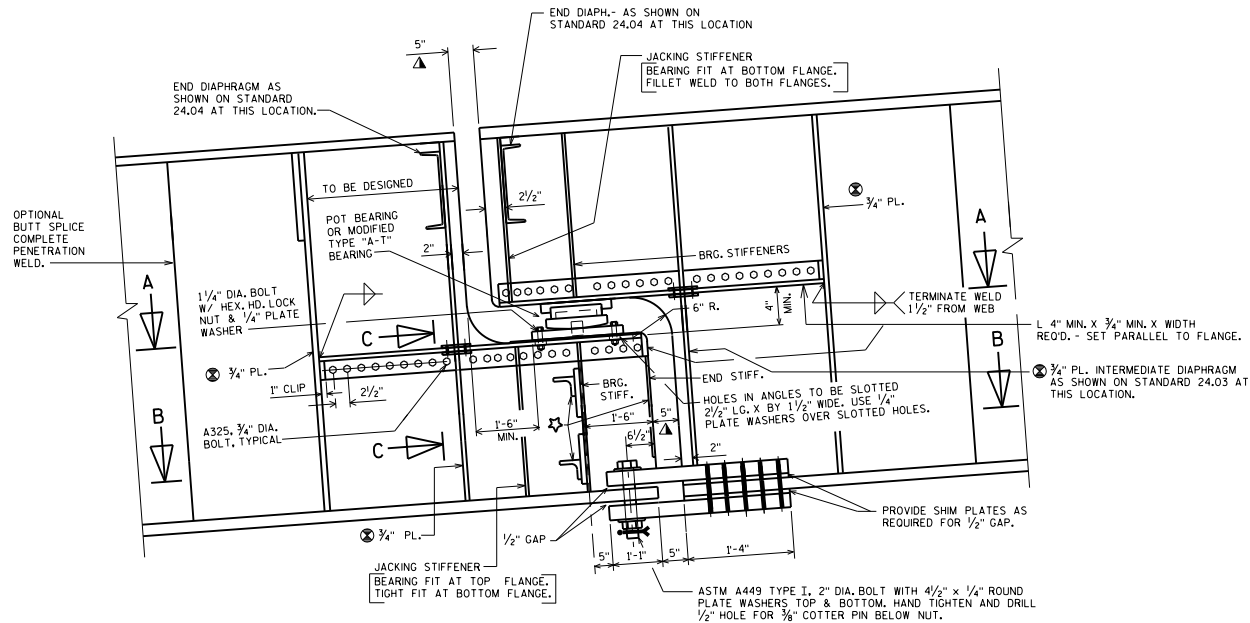 END DIAPH.- AS SHOWN ON
STANDARD 24.04 AT THIS LOCATION
5"
JACKING STIFFENER
BEARING FIT AT BOTTOM FLANGE.
FILLET WELD TO BOTH FLANGES.
END DIAPHRAGM AS
SHOWN ON STANDARD
24.04 AT THIS LOCATION.
TO BE DESIGNED
2½"
¾" PL.
A
OPTIONAL
BUTT SPLICE
COMPLETE
PENETRATION
WELD.
POT BEARING
OR MODIFIED
TYPE "A-T"
BEARING
2"
BRG. STIFFENERS
A
1¼" DIA. BOLT
W/ HEX. HD. LOCK
NUT & ¼" PLATE
WASHER
C
6" R.
4"
MIN.
TERMINATE WELD
1½" FROM WEB
L 4" MIN. X ¾" MIN. X WIDTH
REQ'D. - SET PARALLEL TO FLANGE.
B
¾" PL.
1" CLIP
2½"
END STIFF.
¾" PL. INTERMEDIATE DIAPHRAGM
AS SHOWN ON STANDARD 24.03 AT
THIS LOCATION.
BRG.
STIFF.
HOLES IN ANGLES TO BE SLOTTED
2½" LG. X BY 1½" WIDE. USE ¼"
PLATE WASHERS OVER SLOTTED HOLES.
B
A325, ¾" DIA.
BOLT, TYPICAL
C
1'-6"
MIN.
1'-6"
5"
6½"
2"
PROVIDE SHIM PLATES AS
REQUIRED FOR ½" GAP.
¾" PL.
½" GAP
5"
1'-1"
5"
1'-4"
JACKING STIFFENER
BEARING FIT AT TOP FLANGE.
TIGHT FIT AT BOTTOM FLANGE.
ASTM A449 TYPE I, 2" DIA. BOLT WITH 4½" x ¼" ROUND
PLATE WASHERS TOP & BOTTOM. HAND TIGHTEN AND DRILL
½" HOLE FOR ⅜" COTTER PIN BELOW NUT.